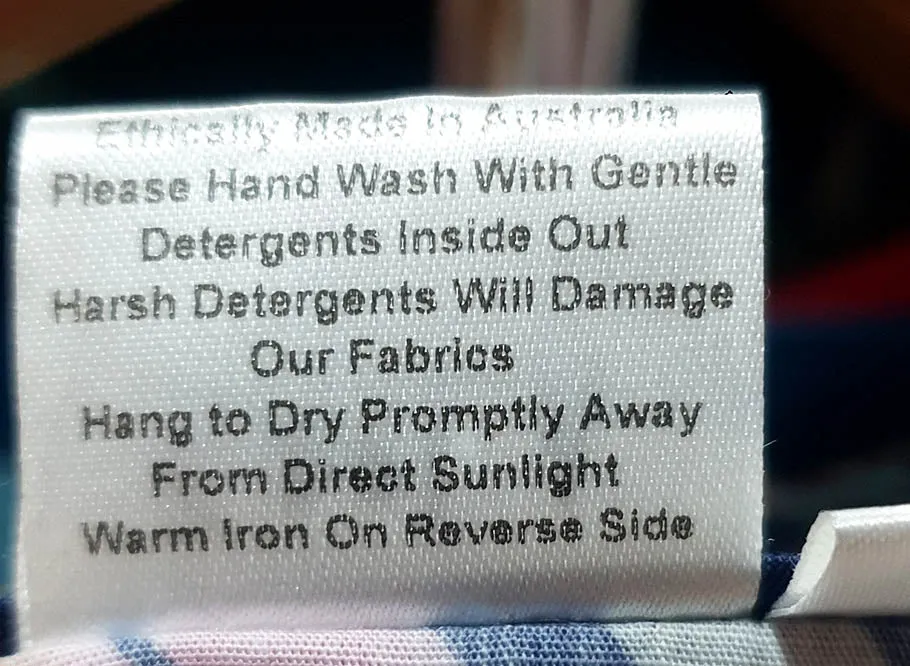 Ethically Made In Australia
Please Hand Wash With Gentle
Detergents Inside Out
Harsh Detergents Will Damage
Our Fabrics
Hang to Dry Promptly Away
From Direct Sunlight
Warm Iron On Reverse Side